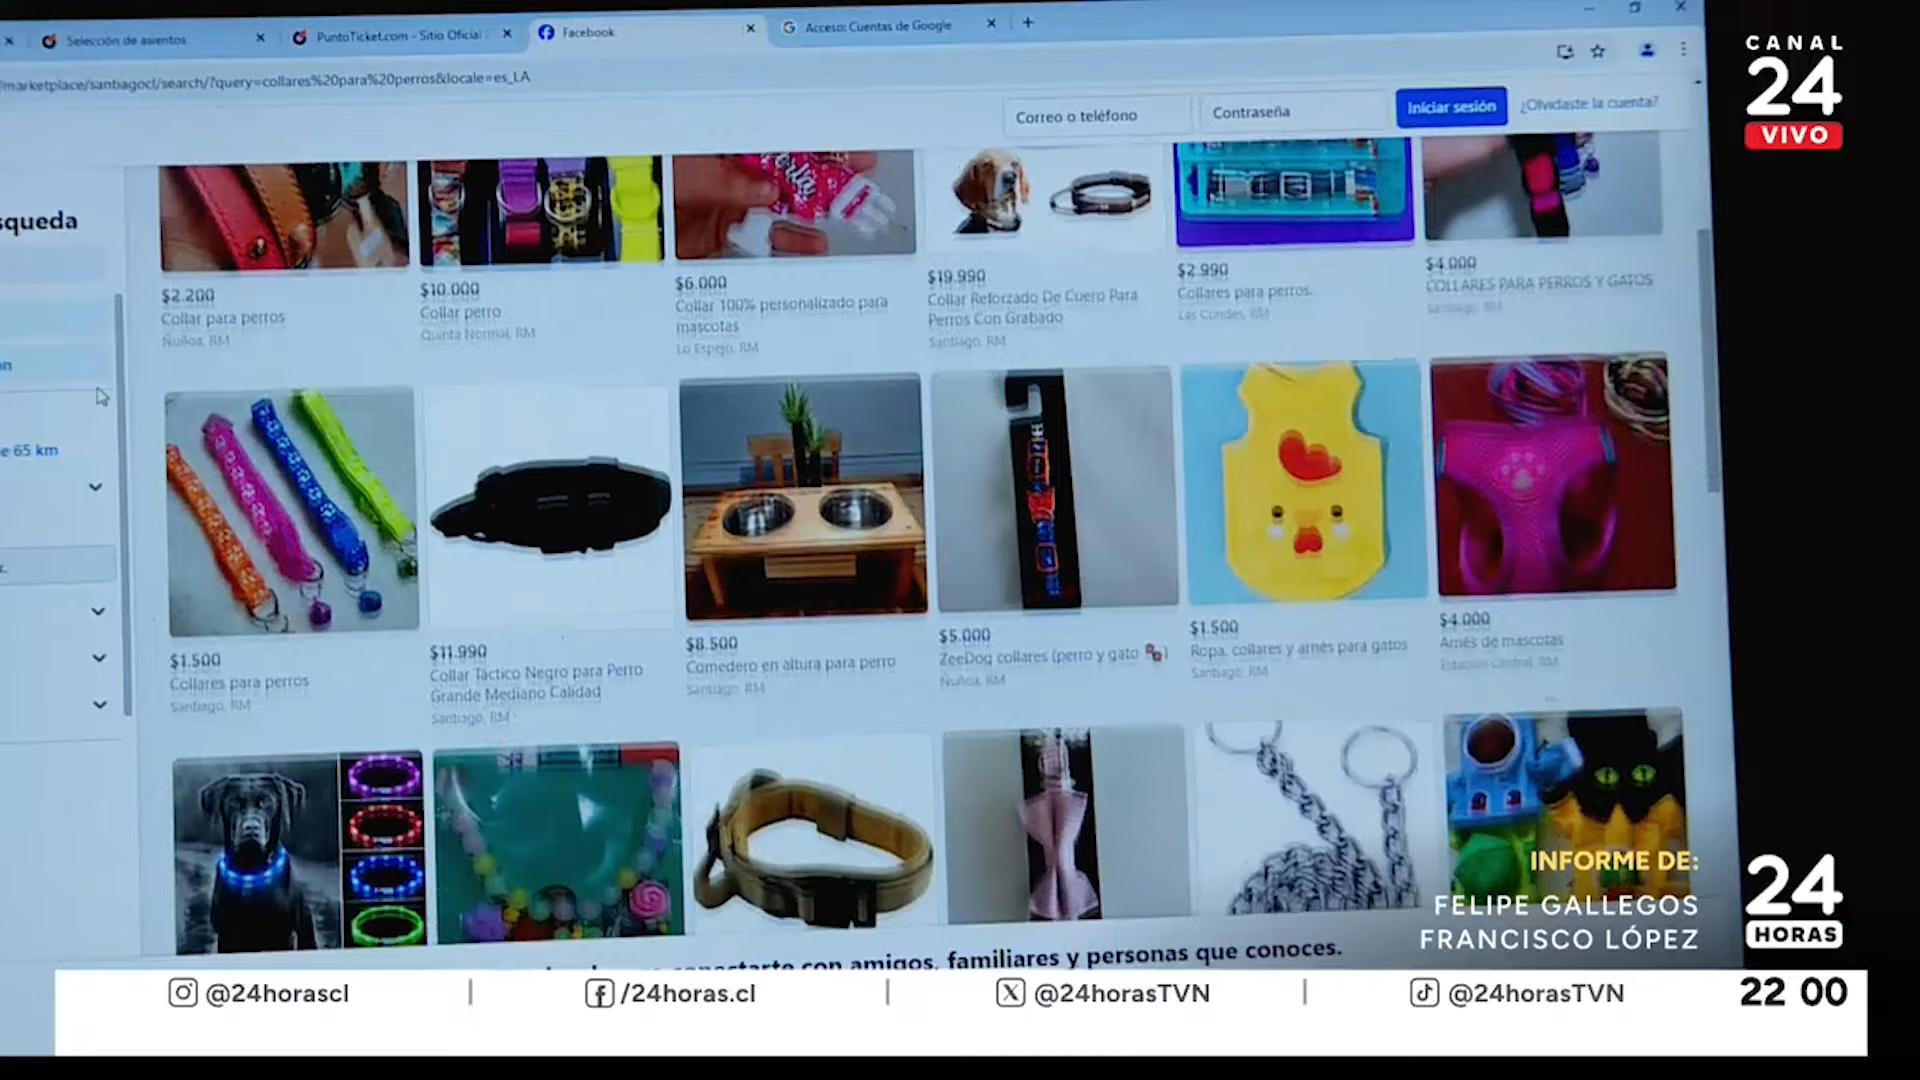 Selección de asientos
PuntoTicket.com - Sitio Oficial
Facebook
Acceso: Cuentas de Google
/marketplace/santiagocl/search/?query=collares%20para%20perros&locale=es_LA
Correo o teléfono
Contraseña
Iniciar sesión
¿Olvidaste la cuenta?
CANAL
24
VIVO
squeda
e 65 km
$2.200
Collar para perros
Ñuñoa, RM
$10.000
Collar perro
Quinta Normal, RM
$6.000
Collar 100% personalizado para
mascotas
Lo Espejo, RM
$19.990
Collar Reforzado De Cuero Para
Perros Con Grabado
Santiago, RM
$2.990
Collares para perros.
Las Condes, RM
$4.000
COLLARES PARA PERROS Y GATOS
Santiago, RM
$1.500
Collares para perros
Santiago, RM
$11.990
Collar Táctico Negro para Perro
Grande Mediano Calidad
Santiago, RM
$8.500
Comedero en altura para perro
Santiago, RM
$5.000
ZeeDog collares (perro y gato )
Ñuñoa, RM
$1.500
Ropa, collares y arnés para gatos
Santiago, RM
$4.000
Arnés de mascotas
Estación Central, RM
conectarte con amigos, familiares y personas que conoces.
INFORME DE:
FELIPE GALLEGOS
FRANCISCO LÓPEZ
24
HORAS
@24horascl | /24horas.cl | @24horasTVN | @24horasTVN
22 00